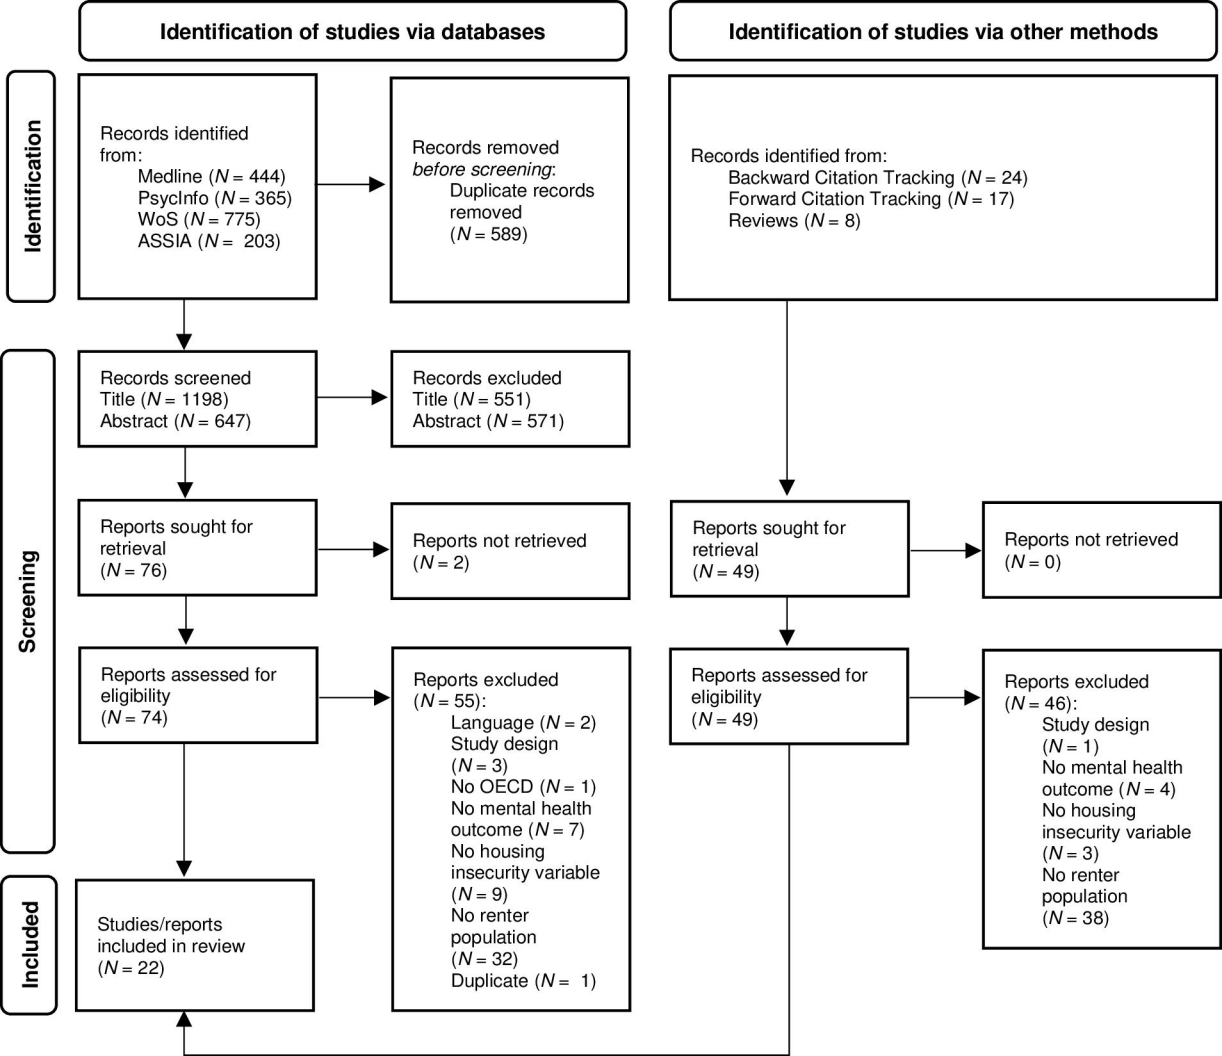 Identification of studies via databases
Identification of studies via other methods
Identification
Records identified
from:
Medline (N = 444)
PsycInfo (N = 365)
WoS (N = 775)
ASSIA (N =  203)
Records removed
before screening:
Duplicate records
removed
(N = 589)
Records identified from:
Backward Citation Tracking (N = 24)
Forward Citation Tracking (N = 17)
Reviews (N = 8)
Screening
Records screened
Title (N = 1198)
Abstract (N = 647)
Records excluded
Title (N = 551)
Abstract (N = 571)
Reports sought for
retrieval
(N = 76)
Reports not retrieved
(N = 2)
Reports sought for
retrieval
(N = 49)
Reports not retrieved
(N = 0)
Reports assessed for
eligibility
(N = 74)
Reports excluded
(N = 55):
Language (N = 2)
Study design
(N = 3)
No OECD (N = 1)
No mental health
outcome (N = 7)
No housing
insecurity variable
(N = 9)
No renter
population
(N = 32)
Duplicate (N =  1)
Reports assessed for
eligibility
(N = 49)
Reports excluded
(N = 46):
Study design
(N = 1)
No mental health
outcome (N = 4)
No housing
insecurity variable
(N = 3)
No renter
population
(N = 38)
Included
Studies/reports
included in review
(N = 22)